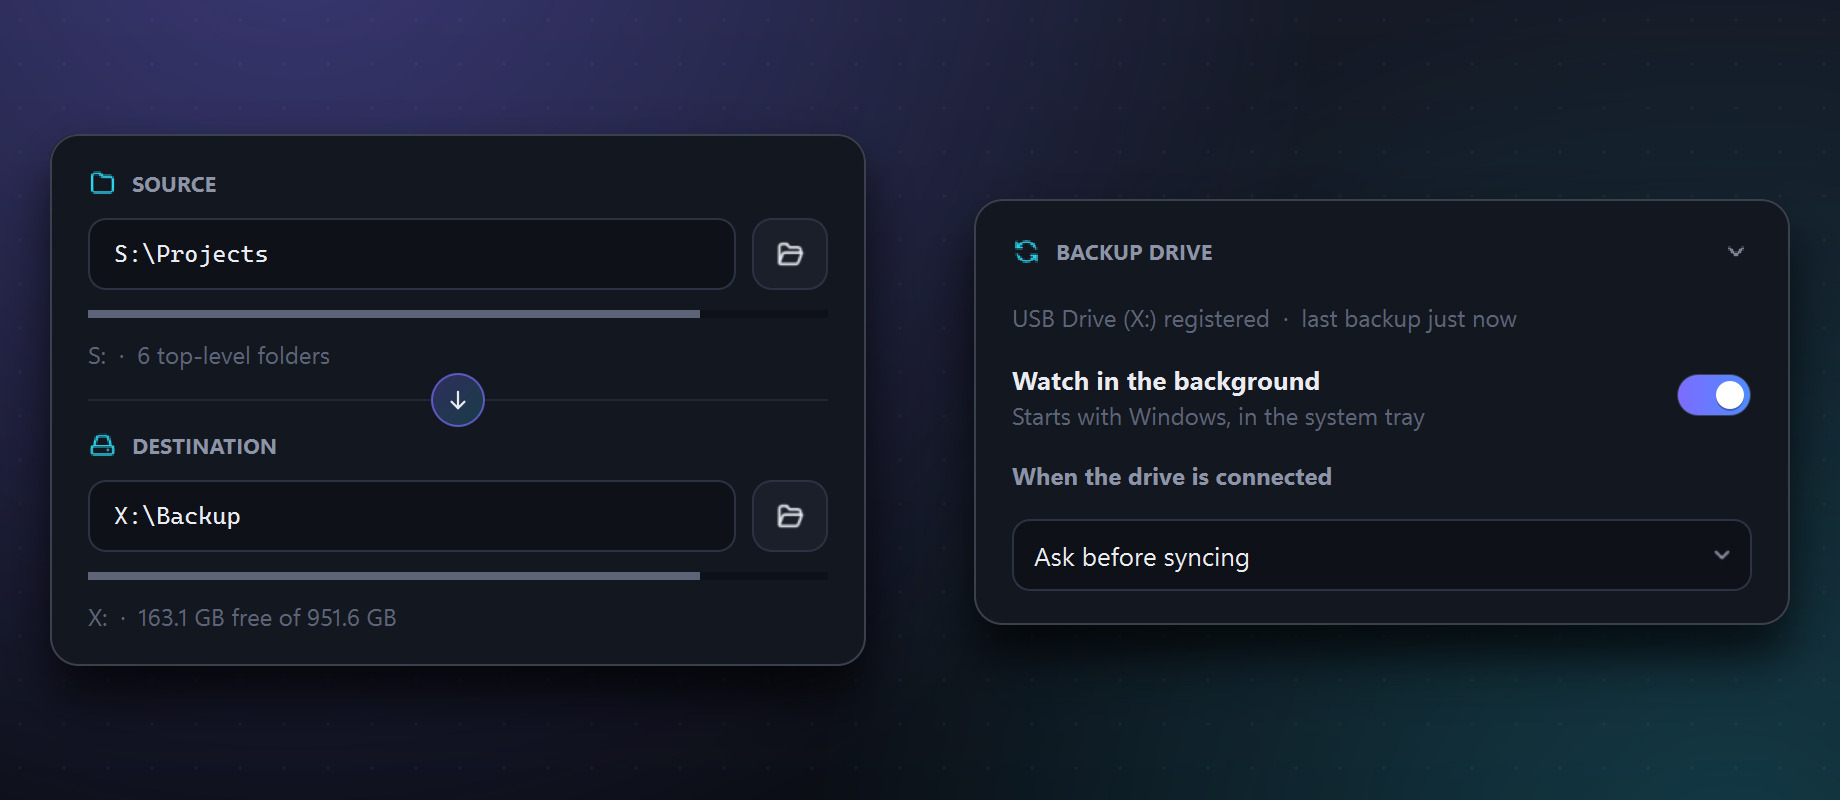 SOURCE
S:\Projects
S: · 6 top-level folders
DESTINATION
X:\Backup
X: · 163.1 GB free of 951.6 GB
BACKUP DRIVE
USB Drive (X:) registered · last backup just now
Watch in the background
Starts with Windows, in the system tray
When the drive is connected
Ask before syncing